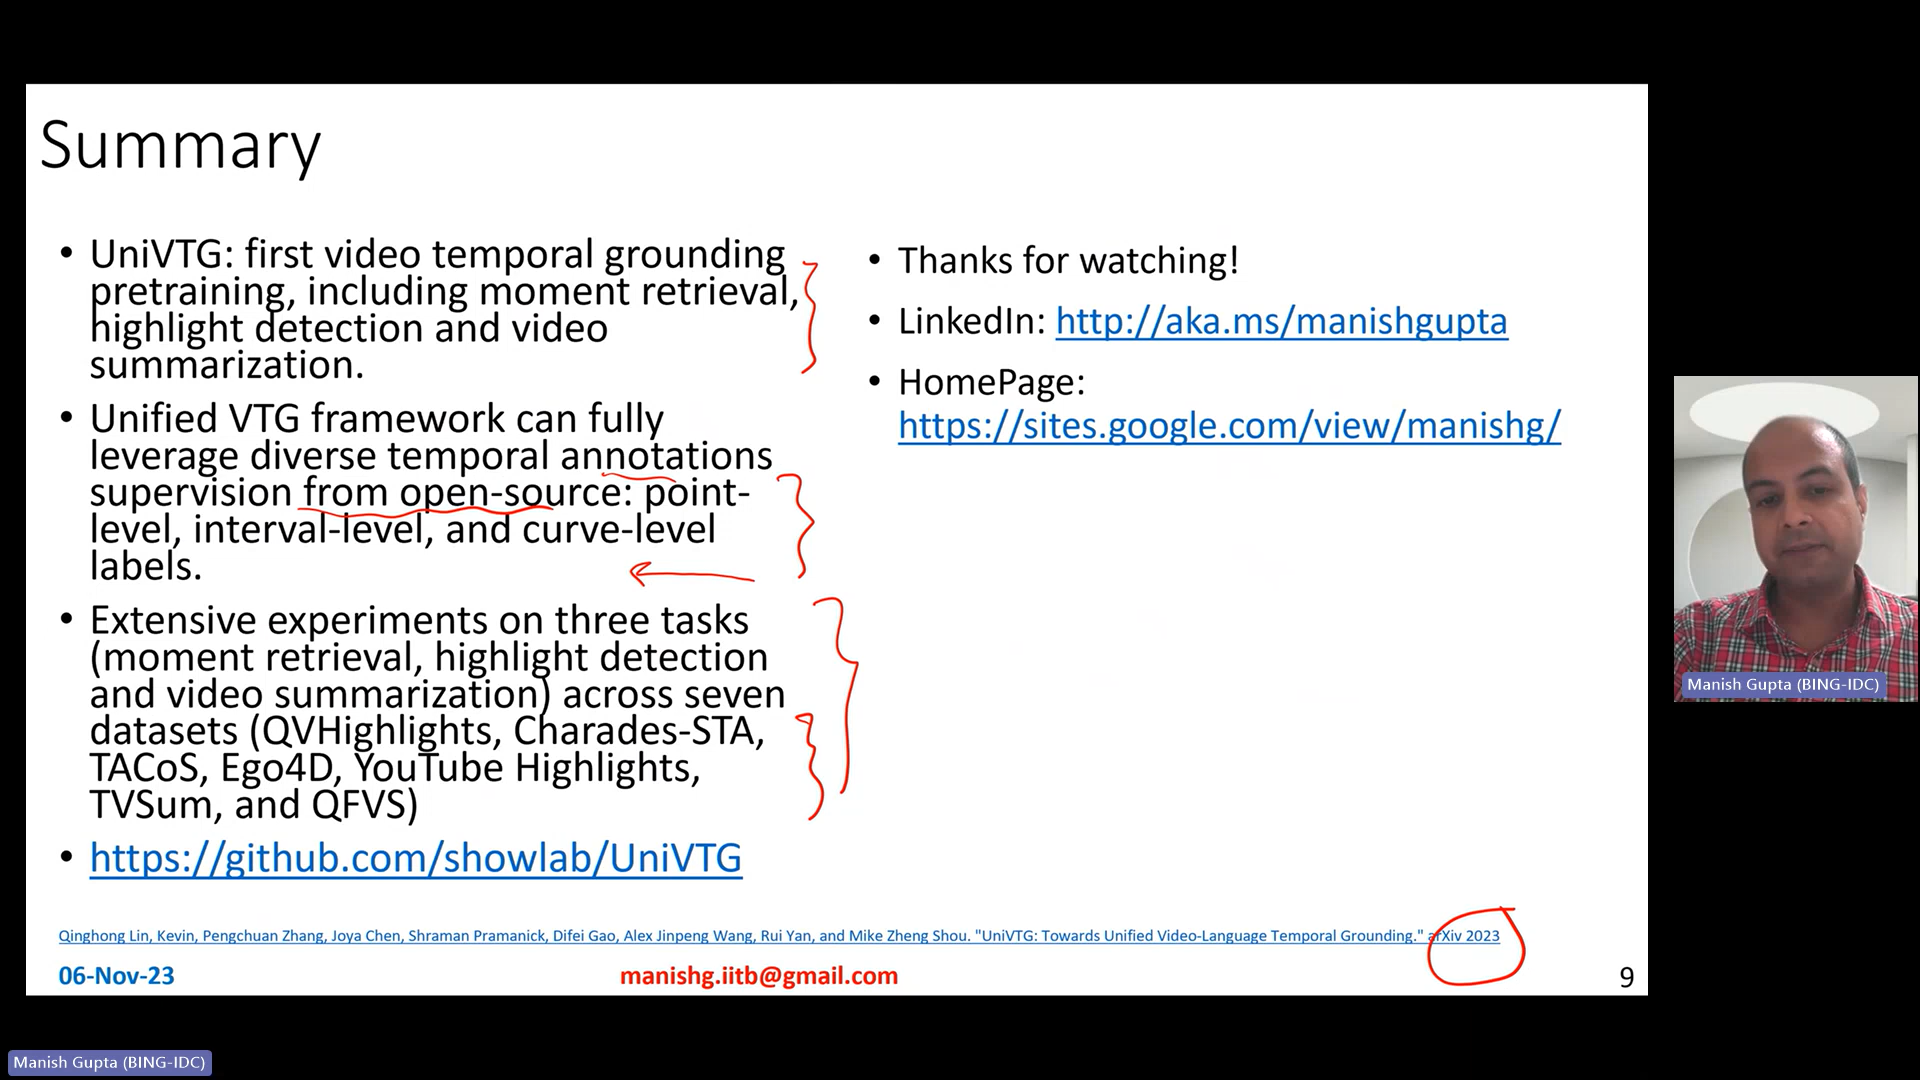 Summary
• UniVTG: first video temporal grounding
pretraining, including moment retrieval,
highlight detection and video
summarization.
• Unified VTG framework can fully
leverage diverse temporal annotations
supervision from open-source: point-
level, interval-level, and curve-level
labels.
• Extensive experiments on three tasks
(moment retrieval, highlight detection
and video summarization) across seven
datasets (QVHighlights, Charades-STA,
TACoS, Ego4D, YouTube Highlights,
TVSum, and QFVS)
• https://github.com/showlab/UniVTG
• Thanks for watching!
• LinkedIn: http://aka.ms/manishgupta
• HomePage:
https://sites.google.com/view/manishg/
Qinghong Lin, Kevin, Pengchuan Zhang, Joya Chen, Shraman Pramanick, Difei Gao, Alex Jinpeng Wang, Rui Yan, and Mike Zheng Shou. "UniVTG: Towards Unified Video-Language Temporal Grounding." arXiv 2023
06-Nov-23
manishg.iitb@gmail.com
9
Manish Gupta (BING-IDC)
Manish Gupta (BING-IDC)